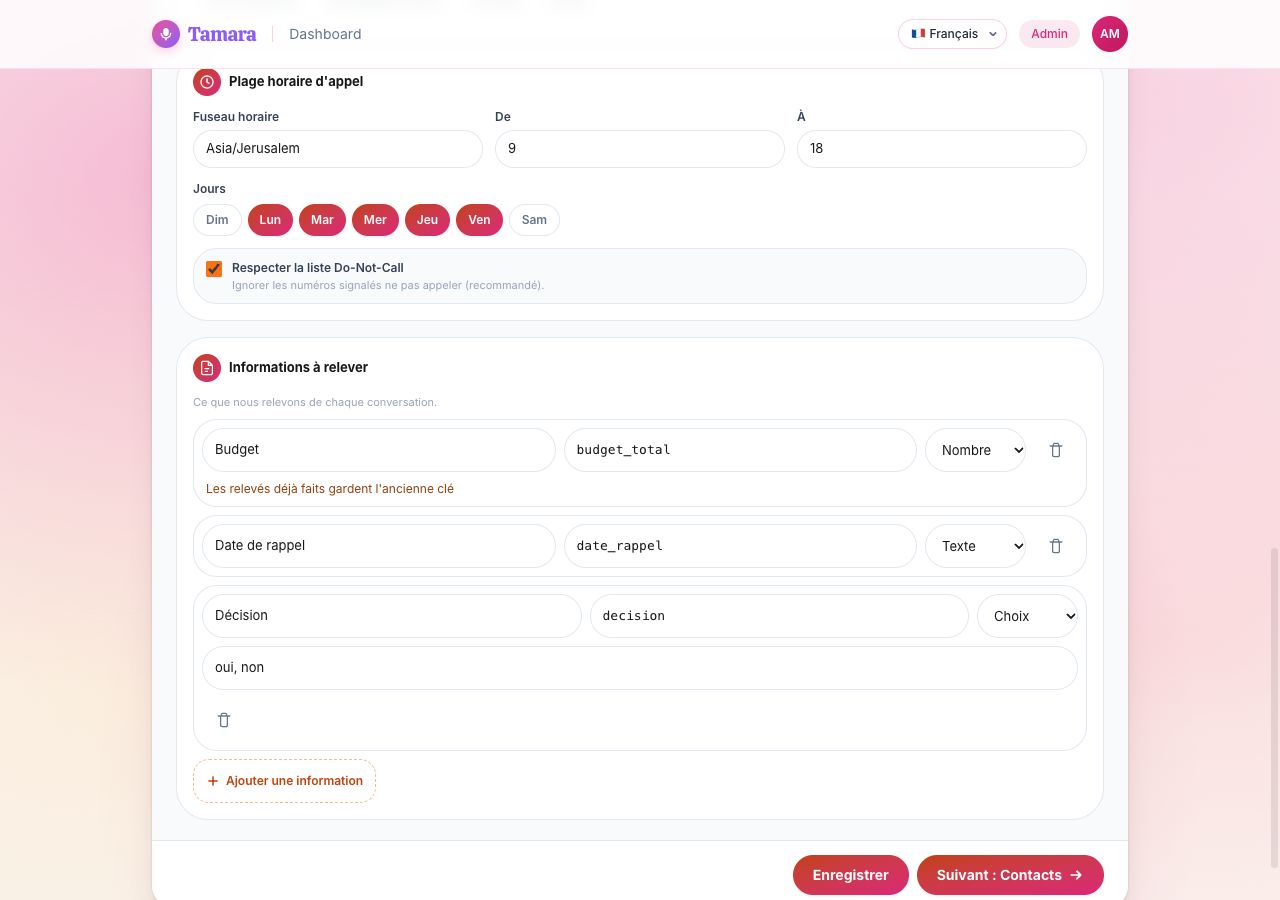 Tamara
Dashboard
Français
Admin
AM
Plage horaire d'appel
Fuseau horaire
De
À
Asia/Jerusalem
9
18
Jours
Dim
Lun
Mar
Mer
Jeu
Ven
Sam
Respecter la liste Do-Not-Call
Ignorer les numéros signalés ne pas appeler (recommandé).
Informations à relever
Ce que nous relevons de chaque conversation.
Budget
budget_total
Nombre
Les relevés déjà faits gardent l'ancienne clé
Date de rappel
date_rappel
Texte
Décision
decision
Choix
oui, non
+ Ajouter une information
Enregistrer
Suivant : Contacts →